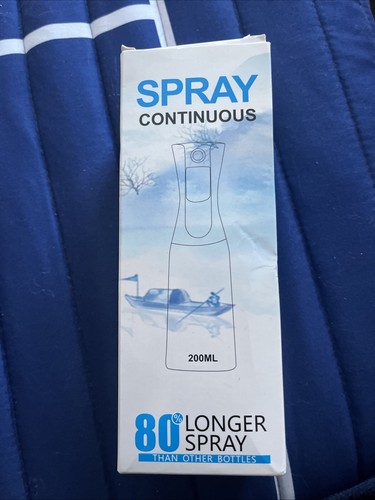 SPRAY
CONTINUOUS
200ML
80% LONGER
SPRAY
THAN OTHER BOTTLES